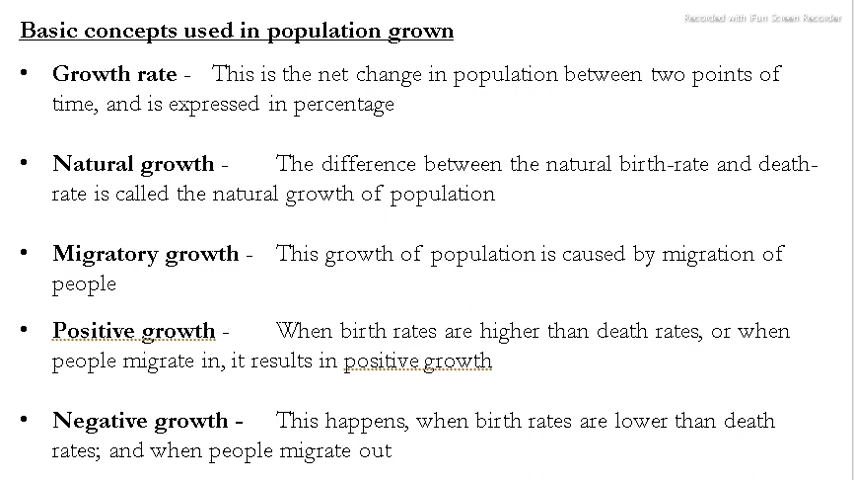 Recorded with iFun Screen Recorder
Basic concepts used in population grown
• Growth rate - This is the net change in population between two points of
time, and is expressed in percentage
• Natural growth - The difference between the natural birth-rate and death-
rate is called the natural growth of population
• Migratory growth - This growth of population is caused by migration of
people
• Positive growth - When birth rates are higher than death rates, or when
people migrate in, it results in positive growth
• Negative growth - This happens, when birth rates are lower than death
rates; and when people migrate out